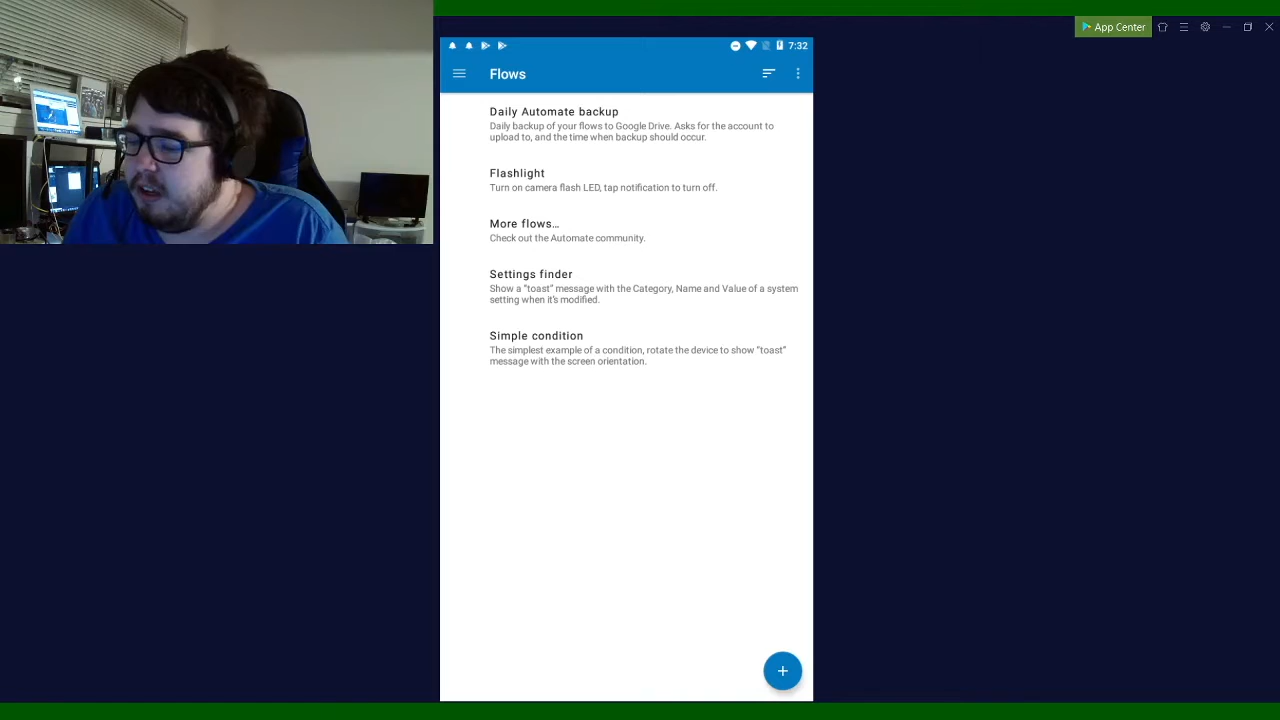 App Center
7:32
Flows
Daily Automate backup
Daily backup of your flows to Google Drive. Asks for the account to
upload to, and the time when backup should occur.
Flashlight
Turn on camera flash LED, tap notification to turn off.
More flows…
Check out the Automate community.
Settings finder
Show a “toast” message with the Category, Name and Value of a system
setting when it's modified.
Simple condition
The simplest example of a condition, rotate the device to show “toast”
message with the screen orientation.